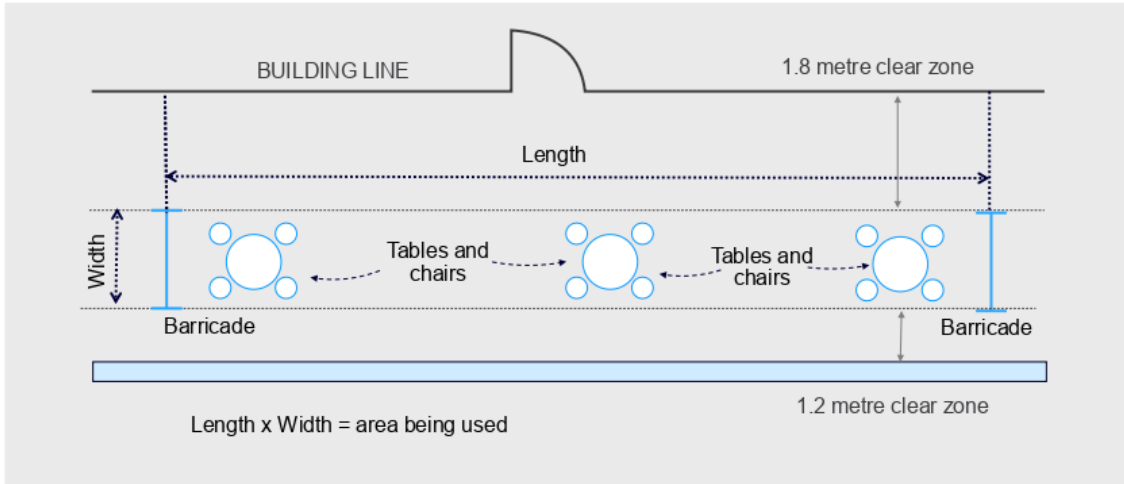 BUILDING LINE
1.8 metre clear zone
Length
Width
Tables and
chairs
Tables and
chairs
Barricade
Barricade
1.2 metre clear zone
Length x Width = area being used